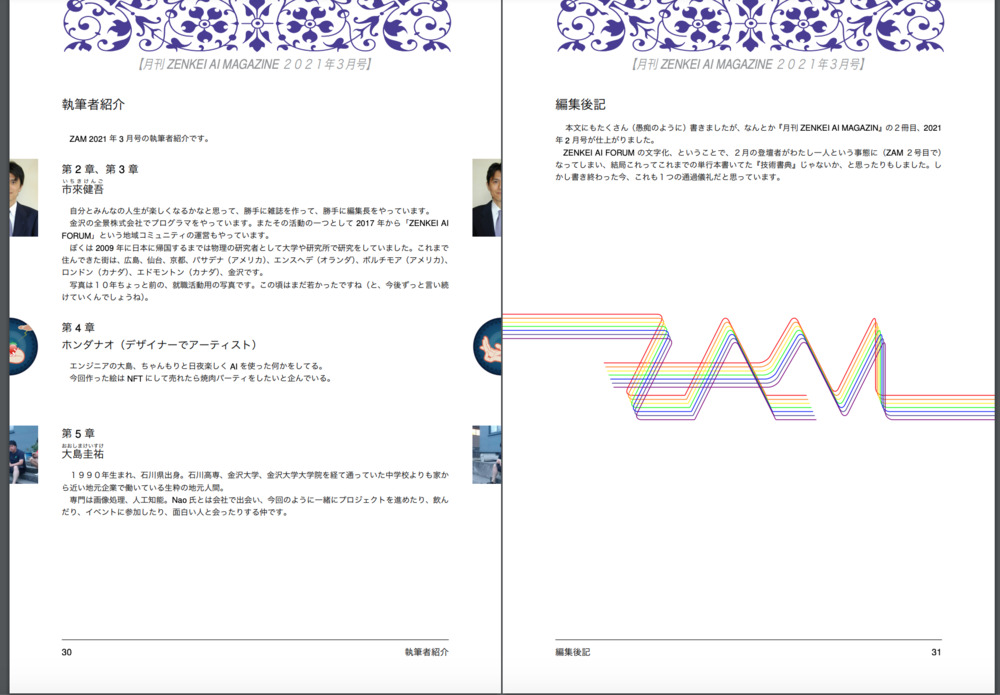 【月刊 ZENKEI AI MAGAZINE ２０２１年３月号】
執筆者紹介
ZAM 2021 年 3 月号の執筆者紹介です。
第 2 章、第 3 章
いちきけんご
市來健吾
自分とみんなの人生が楽しくなるかなと思って、勝手に雑誌を作って、勝手に編集長をやっています。
金沢の全景株式会社でプログラマをやっています。またその活動の一つとして 2017 年から「ZENKEI AI
FORUM」という地域コミュニティの運営もやっています。
ぼくは 2009 年に日本に帰国するまでは物理の研究者として大学や研究所で研究をしていました。これまで
住んできた街は、広島、仙台、京都、パサデナ（アメリカ）、エンスヘデ（オランダ）、ボルチモア（アメリカ）、
ロンドン（カナダ）、エドモントン（カナダ）、金沢です。
写真は１０年ちょっと前の、就職活動用の写真です。この頃はまだ若かったですね（と、今後ずっと言い続
けていくんでしょうね）。
第 4 章
ホンダナオ（デザイナーでアーティスト）
エンジニアの大島、ちゃんもりと日夜楽しく AI を使った何かをしてる。
今回作った絵は NFT にして売れたら焼肉パーティをしたいと企んでいる。
第 5 章
おおしまけいすけ
大島圭祐
１９９０年生まれ、石川県出身。石川高専、金沢大学、金沢大学大学院を経て通っていた中学校よりも家か
ら近い地元企業で働いている生粋の地元人間。
専門は画像処理、人工知能。Nao 氏とは会社で出会い、今回のように一緒にプロジェクトを進めたり、飲ん
だり、イベントに参加したり、面白い人と会ったりする仲です。
30
執筆者紹介
【月刊 ZENKEI AI MAGAZINE ２０２１年３月号】
編集後記
本文にもたくさん（愚痴のように）書きましたが、なんとか『月刊 ZENKEI AI MAGAZIN』の２冊目、2021
年 2 月号が仕上がりました。
ZENKEI AI FORUM の文字化、ということで、２月の登壇者がわたし一人という事態に（ZAM ２号目で）
なってしまい、結局これってこれまでの単行本書いてた『技術書典』じゃないか、と思ったりもしました。し
かし書き終わった今、これも１つの通過儀礼だと思っています。
ZAM
編集後記
31